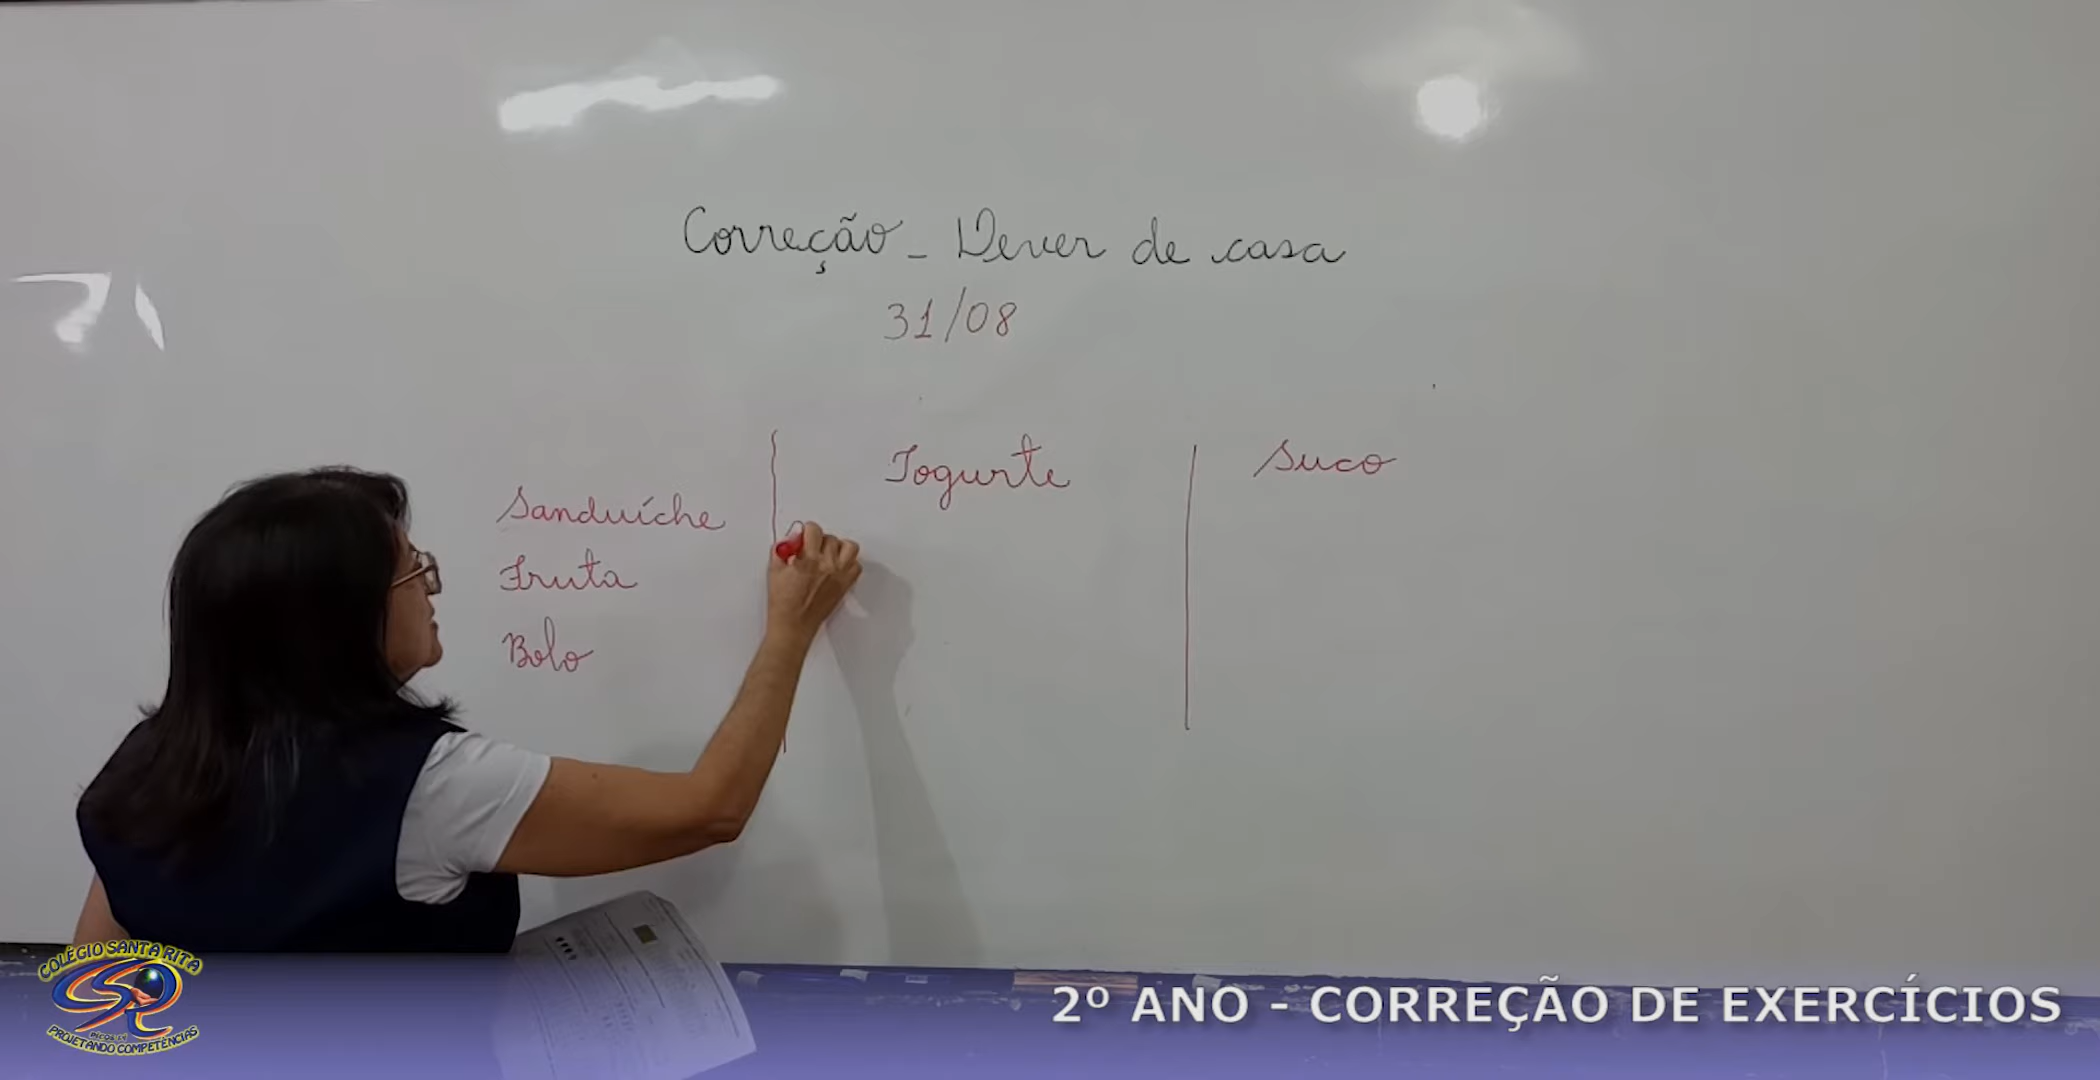 Correção - Dever de casa
31/08
Sanduíche
Fruta
Bolo
Iogurte
Suco
COLÉGIO SANTA RITA
PROJETANDO COMPETÊNCIAS
2º ANO - CORREÇÃO DE EXERCÍCIOS